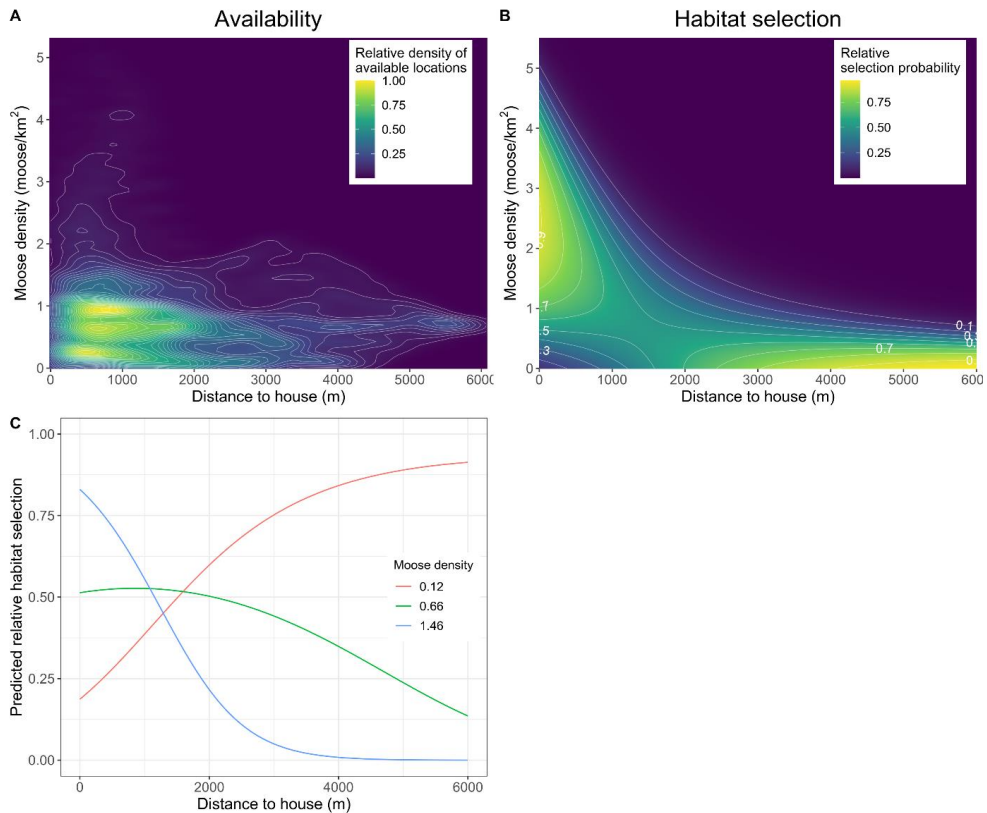 A
Availability
Relative density of
available locations
1.00
0.75
0.50
0.25
Moose density (moose/km²)
5
4
3
2
1
0
0 1000 2000 3000 4000 5000
Distance to house (m)
B
Habitat selection
Relative
selection probability
0.75
0.50
0.25
Moose density (moose/km²)
5
4
3
2
1
0
0.1
0.7
.7
.5
.3
0 1000 2000 3000 4000 5000
Distance to house (m)
C
Predicted relative habitat selection
1.00
0.75
0.50
0.25
0.00
Moose density
0.12
0.66
1.46
0 2000 4000 6000
Distance to house (m)